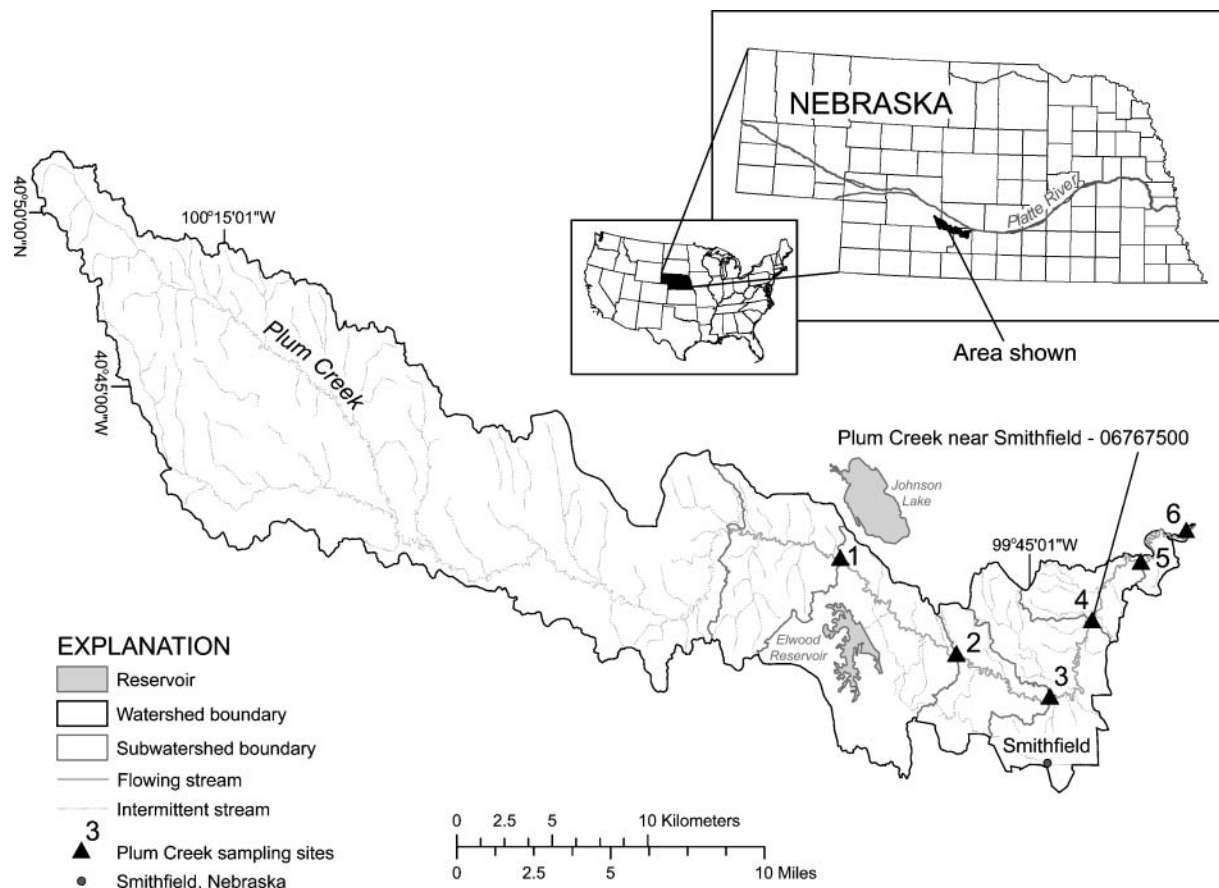 NEBRASKA
Platte River
Area shown
40°50'00"N
100°15'01"W
40°45'00"W
Plum Creek
Plum Creek near Smithfield - 06767500
Johnson
Lake
99°45'01"W
6
5
4
1
2
3
Elwood
Reservoir
Smithfield
EXPLANATION
Reservoir
Watershed boundary
Subwatershed boundary
Flowing stream
Intermittent stream
3
Plum Creek sampling sites
Smithfield, Nebraska
0 2.5 5 10 Kilometers
0 2.5 5 10 Miles